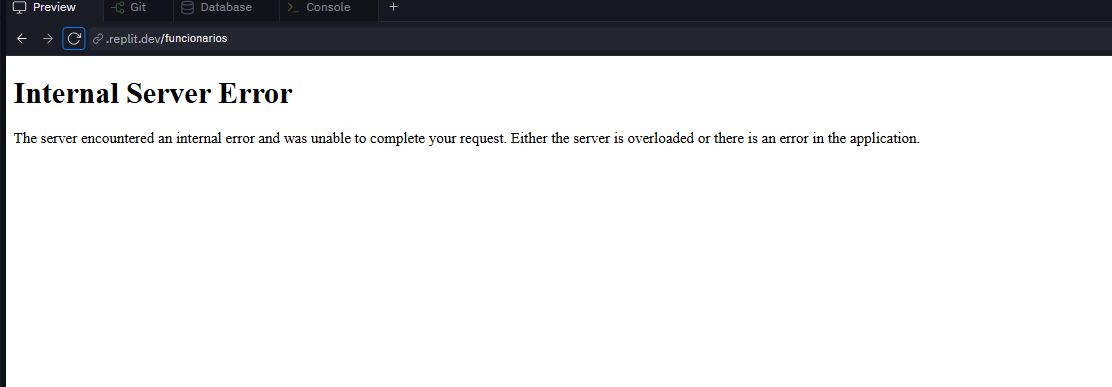 Preview Git Database Console
.replit.dev/funcionarios
Internal Server Error
The server encountered an internal error and was unable to complete your request. Either the server is overloaded or there is an error in the application.